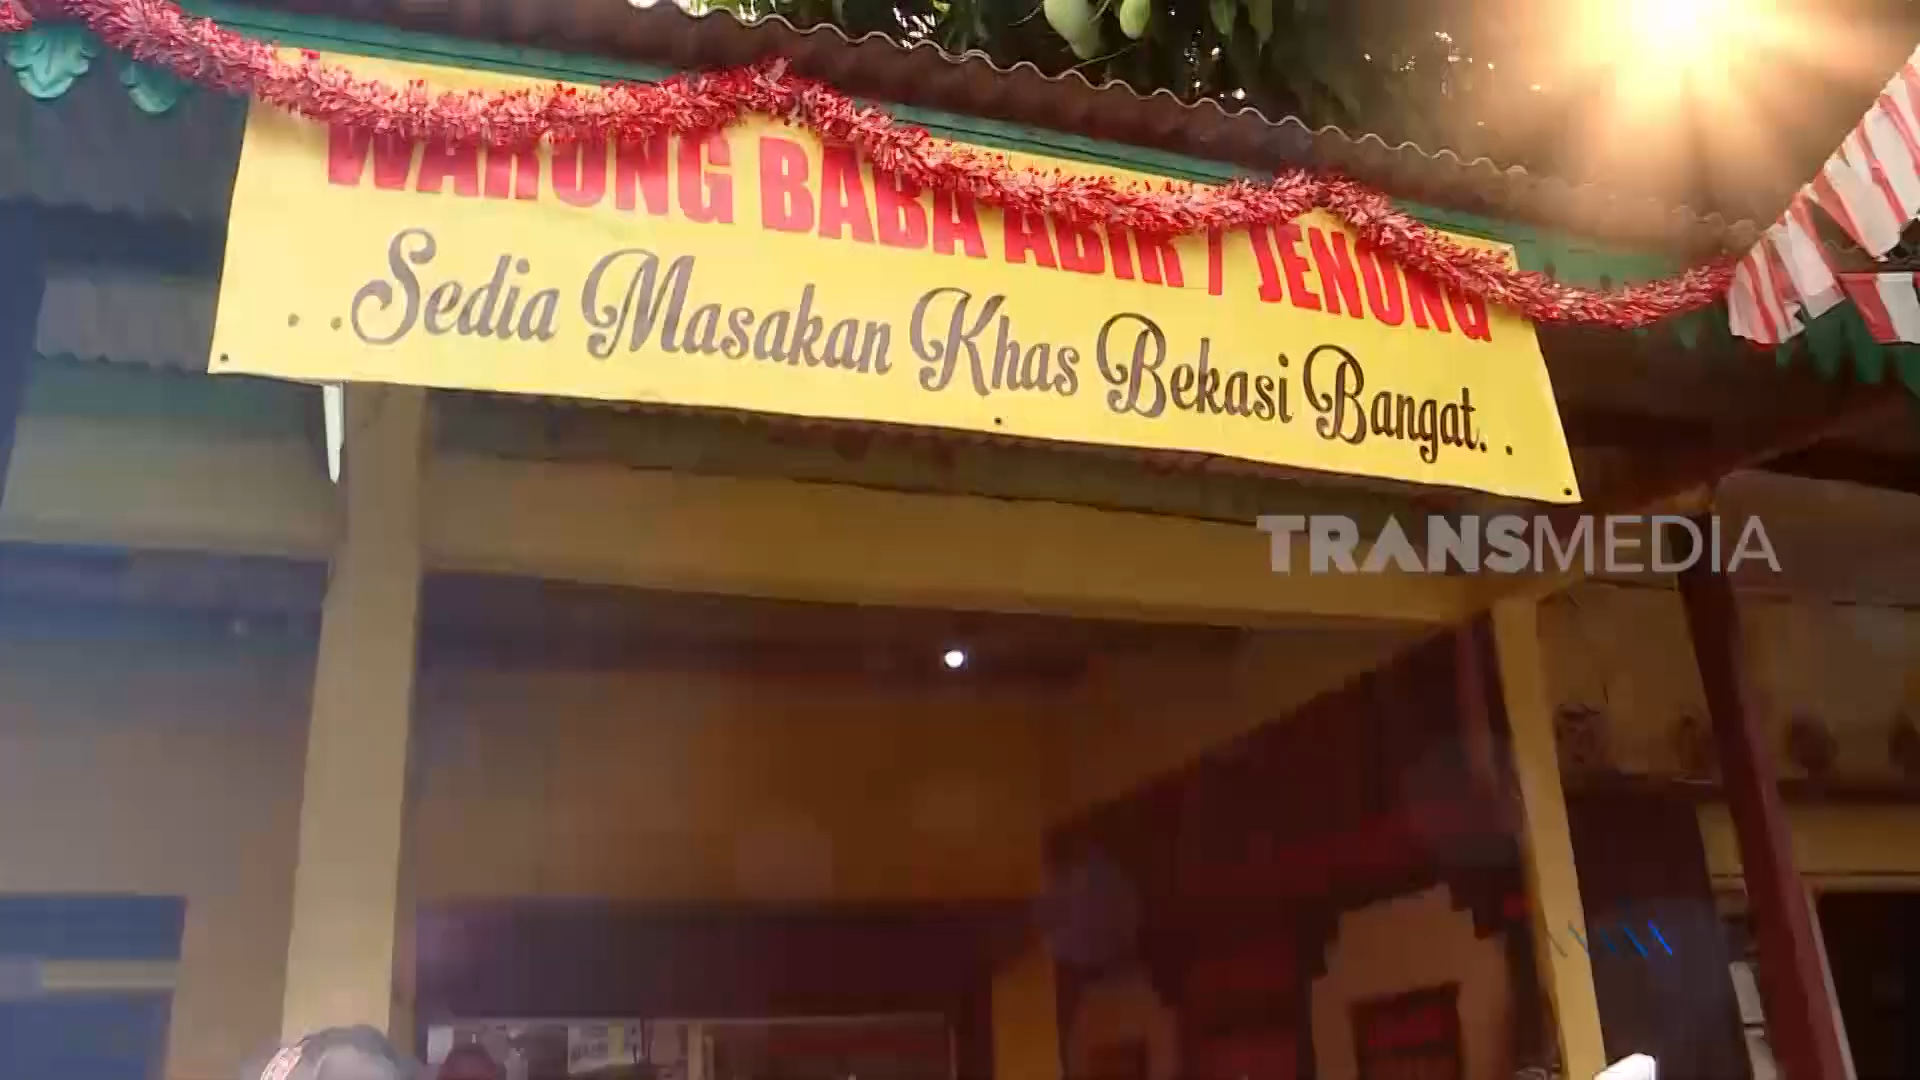 WARUNG BABA ABIR / JENONG
. . Sedia Masakan Khas Bekasi Bangat. .
TRANSMEDIA